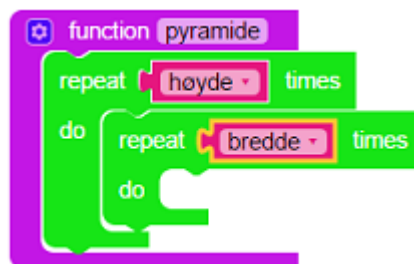 function pyramide
repeat høyde times
do repeat bredde times
do